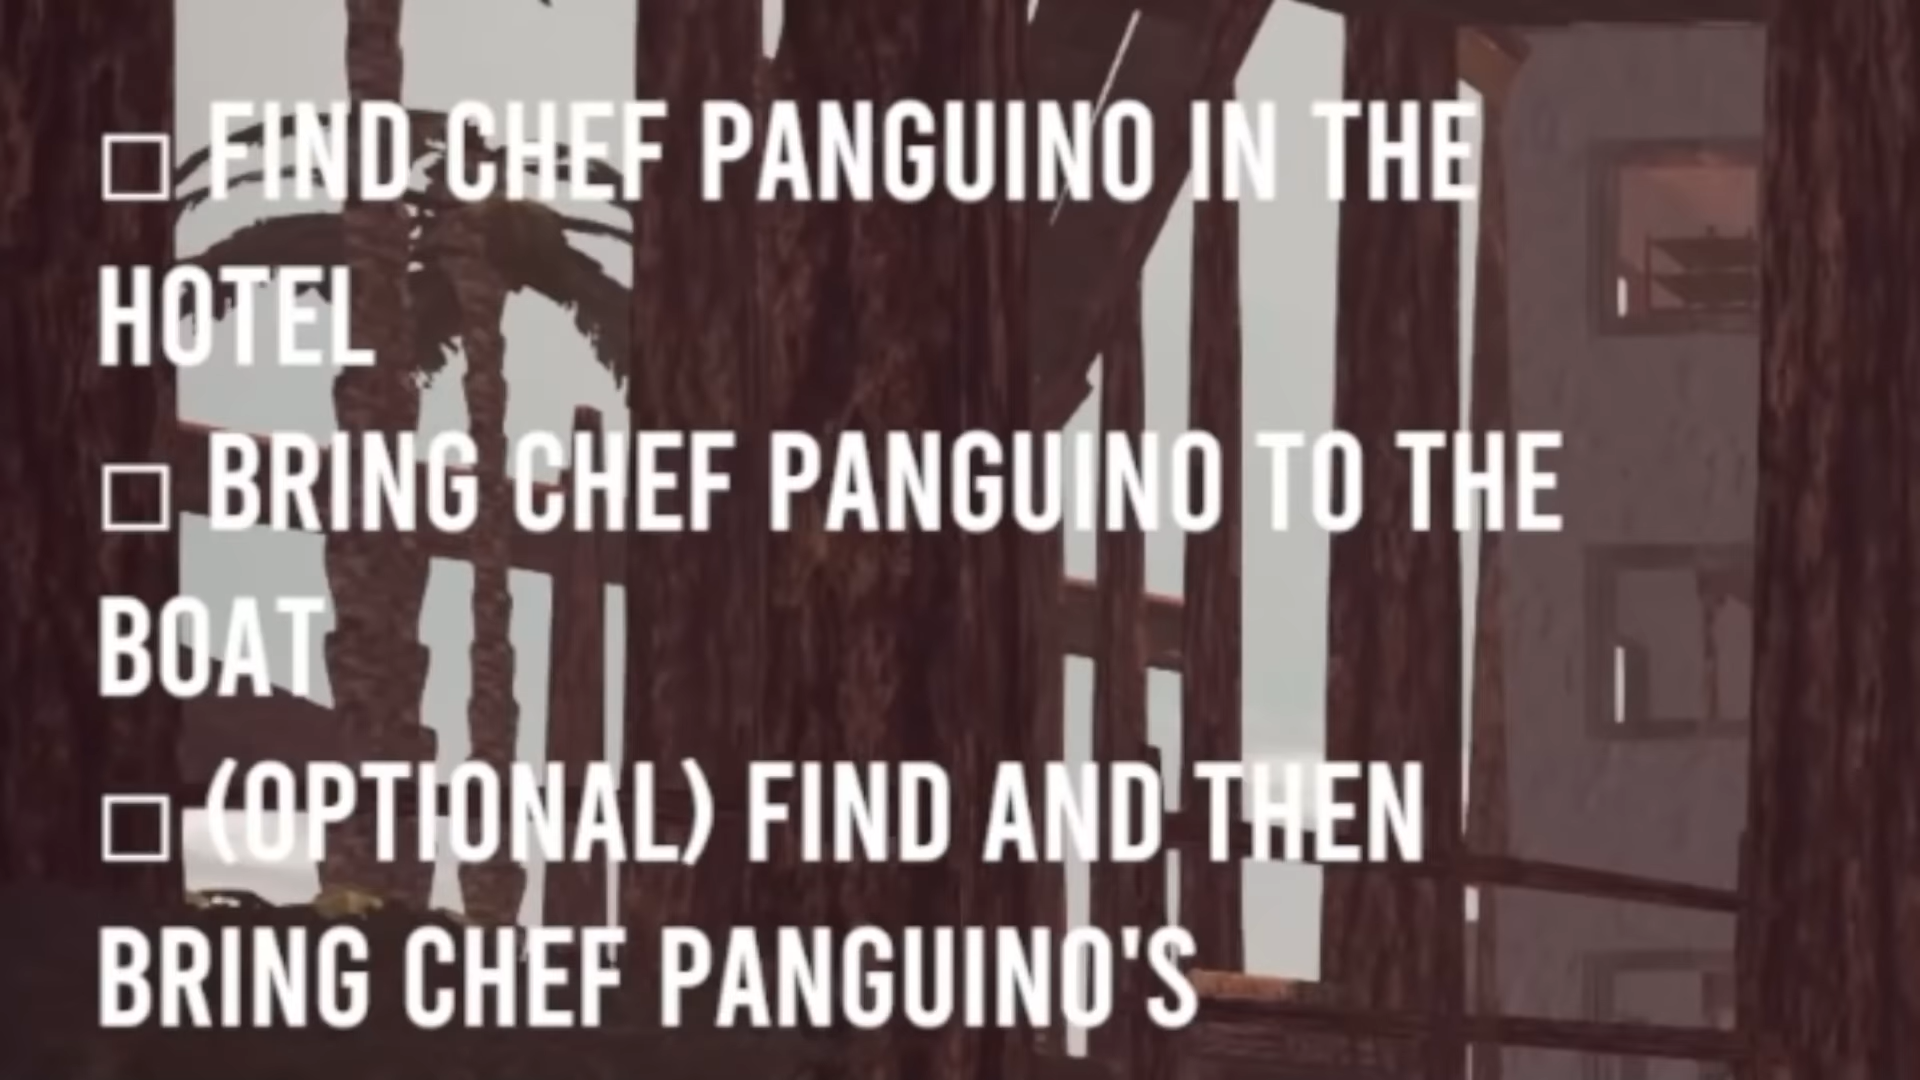 □ FIND CHEF PANGUINO IN THE
HOTEL
□ BRING CHEF PANGUINO TO THE
BOAT
□ (OPTIONAL) FIND AND THEN
BRING CHEF PANGUINO'S